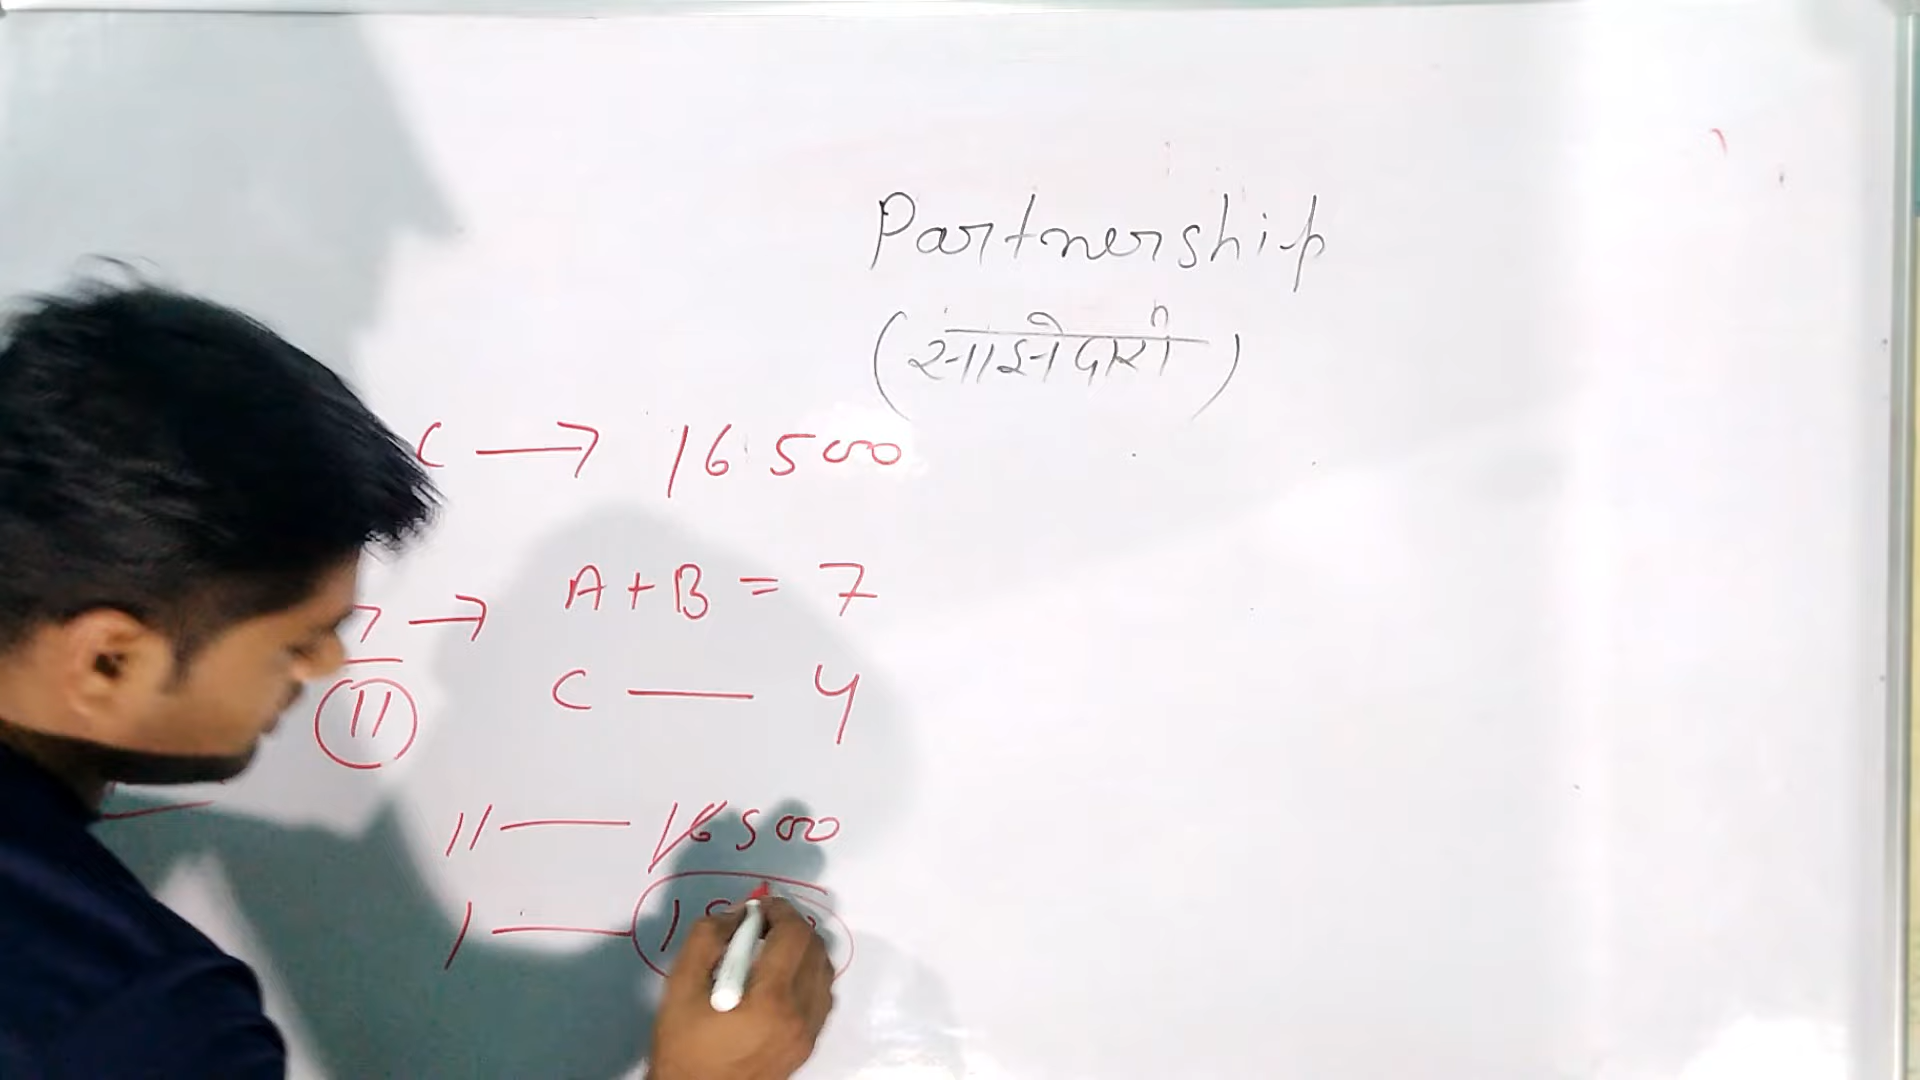 Partnership
(साझेदारी)
C → 16500
7 → A + B = 7
11
C — 4
11 — 16500
1 —